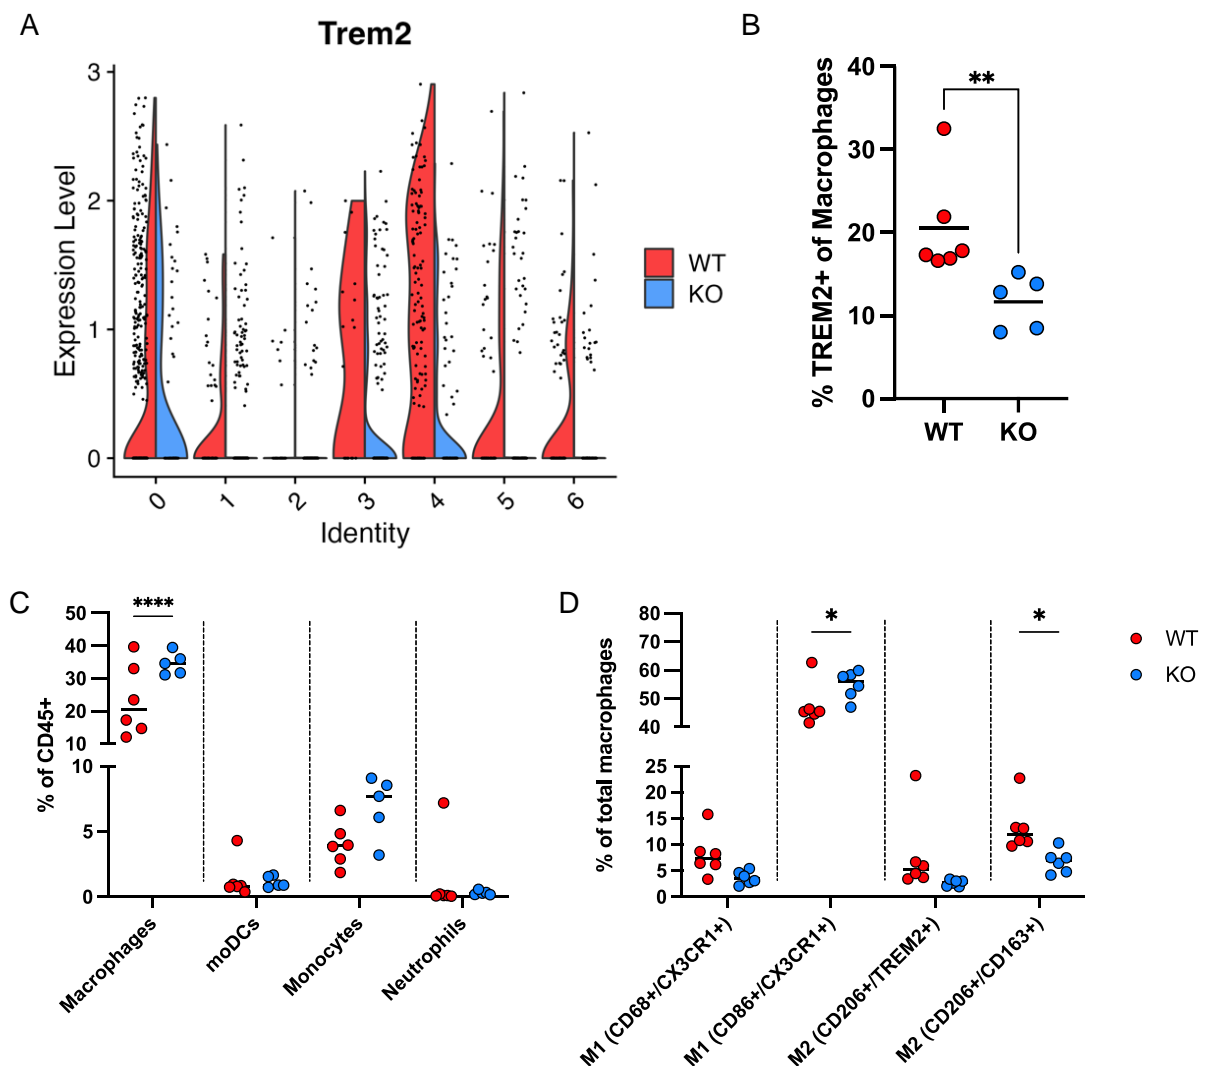 A
Trem2
Expression Level
3
2
1
0
0 1 2 3 4 5 6
Identity
WT
KO
B
% TREM2+ of Macrophages
40
30
20
10
0
**
WT KO
C
% of CD45+
50
40
30
20
10
10
5
0
****
Macrophages
moDCs
Monocytes
Neutrophils
D
% of total macrophages
80
70
60
50
40
25
20
15
10
5
0
*
*
M1 (CD68+/CX3CR1+)
M1 (CD86+/CX3CR1+)
M2 (CD206+/TREM2+)
M2 (CD206+/CD163+)
WT
KO